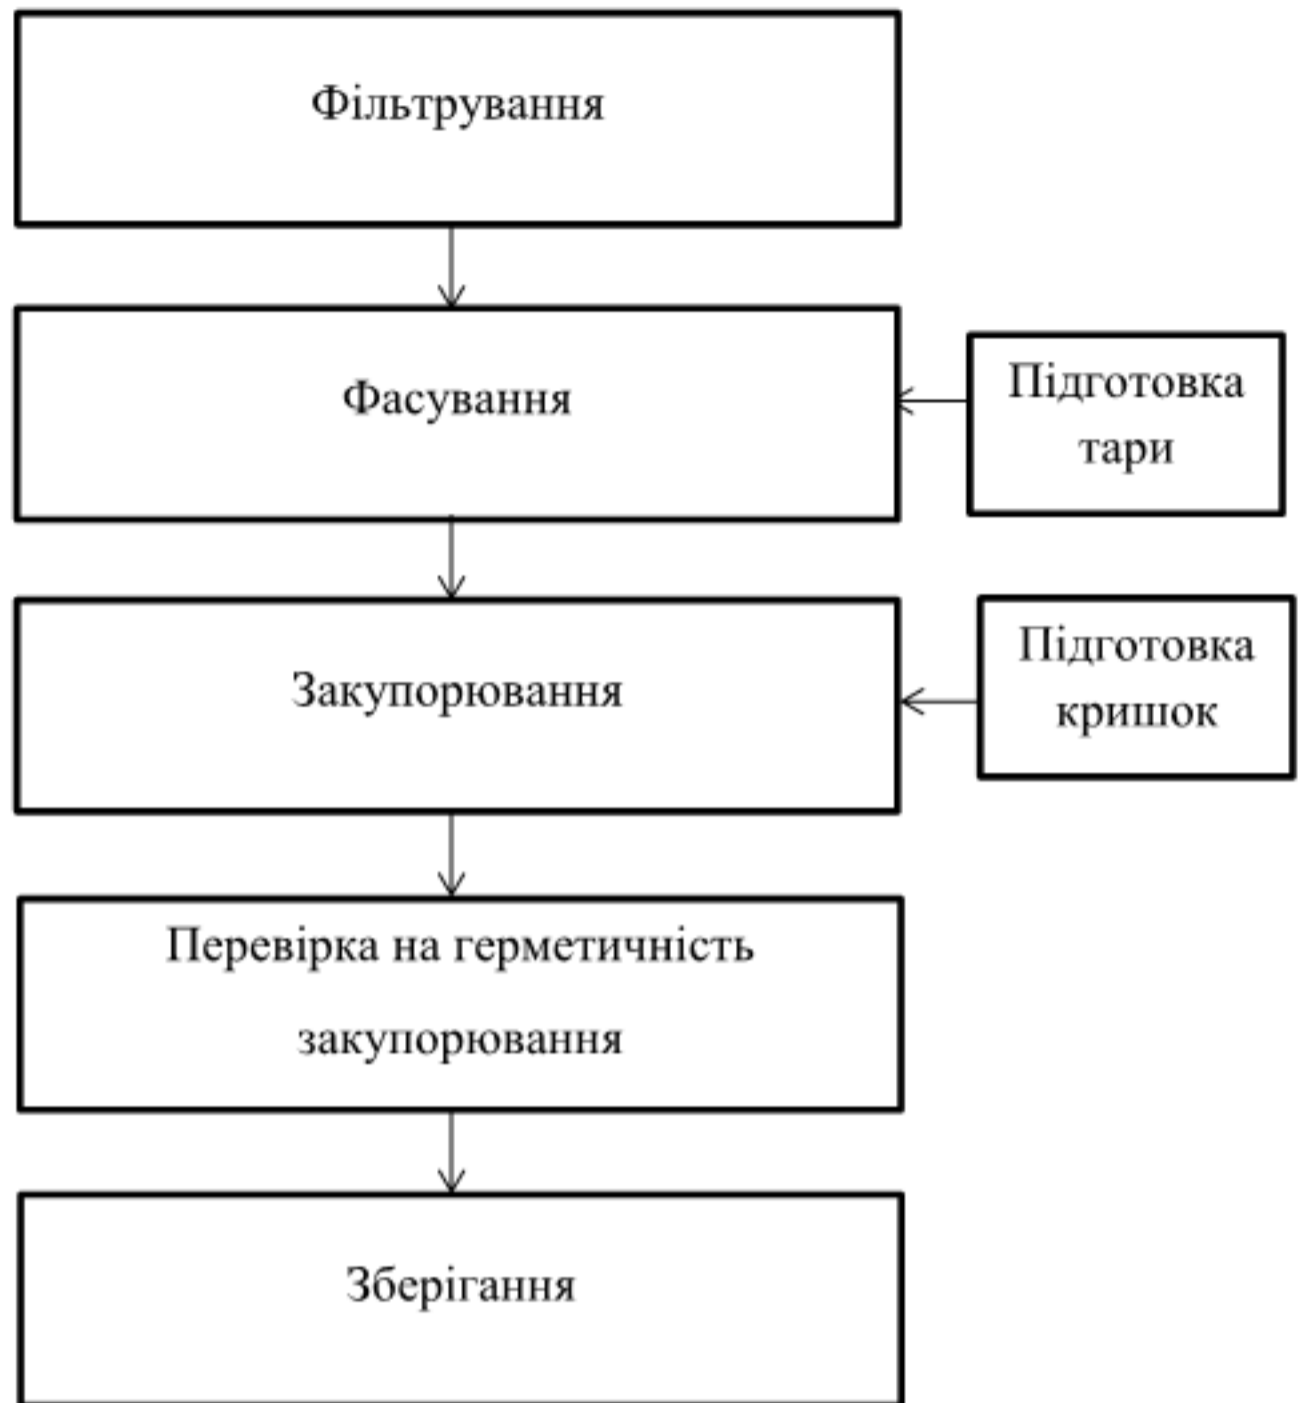 Фільтрування
Фасування
Підготовка
тари
Закупорювання
Підготовка
кришок
Перевірка на герметичність
закупорювання
Зберігання